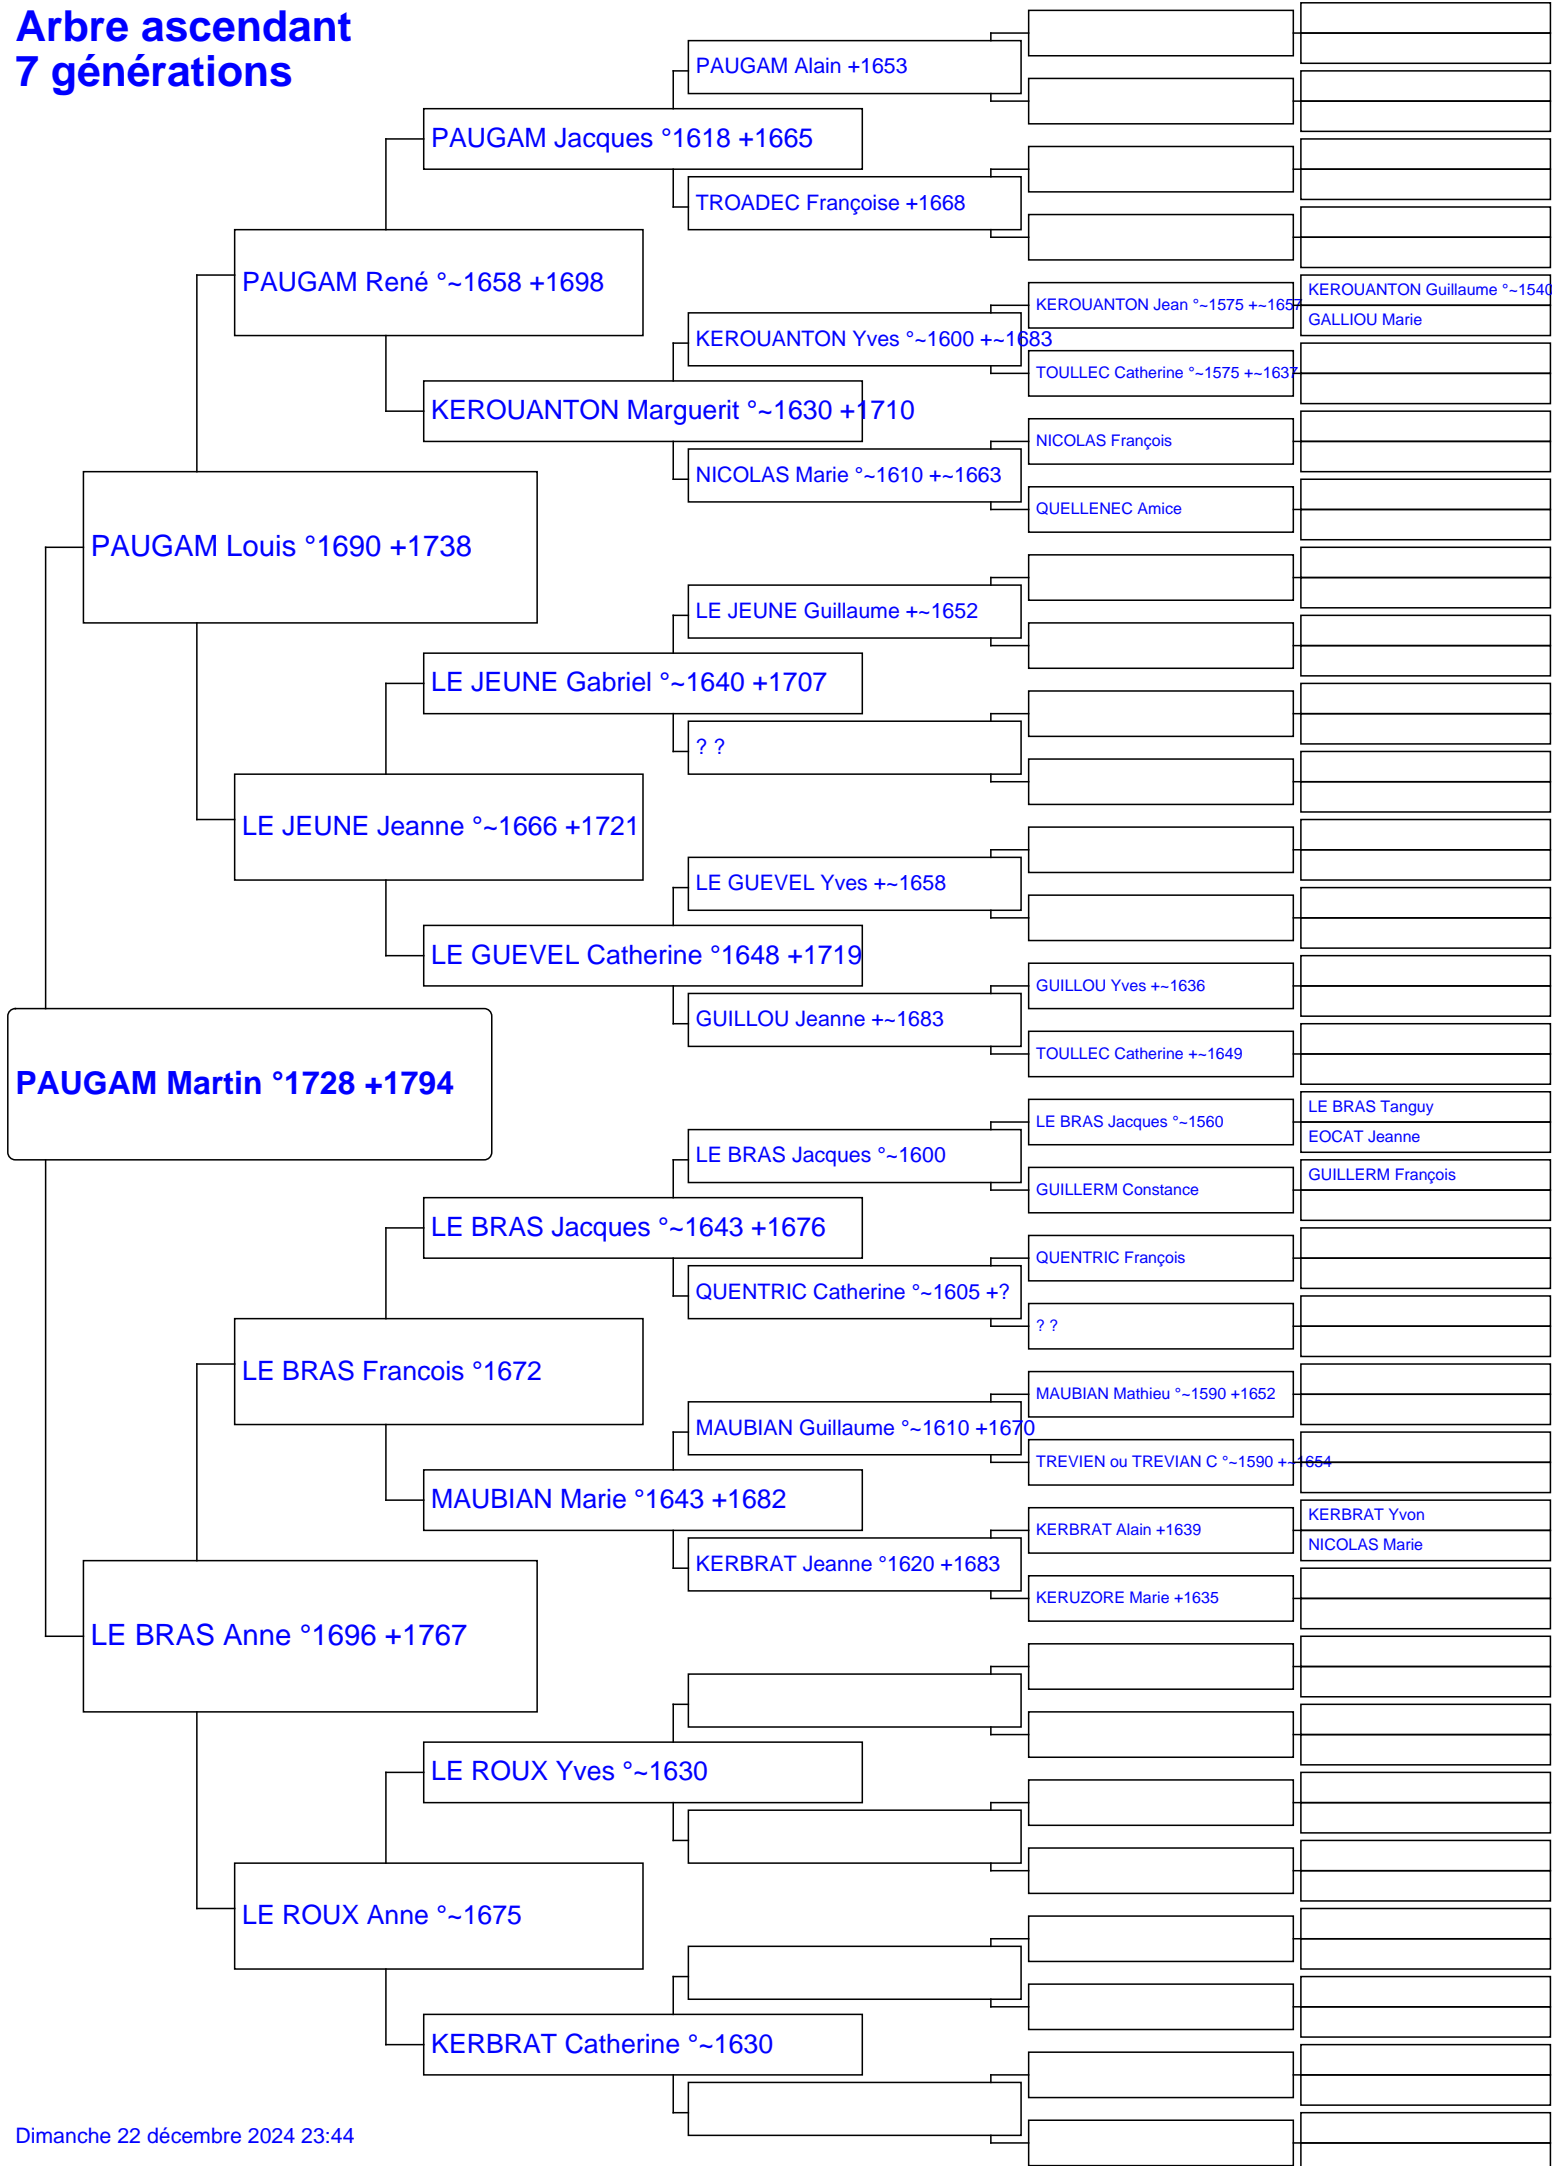 Arbre ascendant
7 générations
PAUGAM Alain +1653
PAUGAM Jacques °1618 +1665
TROADEC Françoise +1668
PAUGAM René °~1658 +1698
KEROUANTON Guillaume °~1540
KEROUANTON Jean °~1575 +~1657
GALLIOU Marie
KEROUANTON Yves °~1600 +~1683
TOULLEC Catherine °~1575 +~1637
KEROUANTON Marguerit °~1630 +1710
NICOLAS François
NICOLAS Marie °~1610 +~1663
QUELLENEC Amice
PAUGAM Louis °1690 +1738
LE JEUNE Guillaume +~1652
LE JEUNE Gabriel °~1640 +1707
? ?
LE JEUNE Jeanne °~1666 +1721
LE GUEVEL Yves +~1658
LE GUEVEL Catherine °1648 +1719
GUILLOU Yves +~1636
GUILLOU Jeanne +~1683
TOULLEC Catherine +~1649
PAUGAM Martin °1728 +1794
LE BRAS Tanguy
LE BRAS Jacques °~1560
EOCAT Jeanne
LE BRAS Jacques °~1600
GUILLERM François
GUILLERM Constance
LE BRAS Jacques °~1643 +1676
QUENTRIC François
QUENTRIC Catherine °~1605 +?
? ?
LE BRAS Francois °1672
MAUBIAN Mathieu °~1590 +1652
MAUBIAN Guillaume °~1610 +1670
TREVIEN ou TREVIAN C °~1590 +~1654
MAUBIAN Marie °1643 +1682
KERBRAT Yvon
KERBRAT Alain +1639
NICOLAS Marie
KERBRAT Jeanne °1620 +1683
KERUZORE Marie +1635
LE BRAS Anne °1696 +1767
LE ROUX Yves °~1630
LE ROUX Anne °~1675
KERBRAT Catherine °~1630
Dimanche 22 décembre 2024 23:44